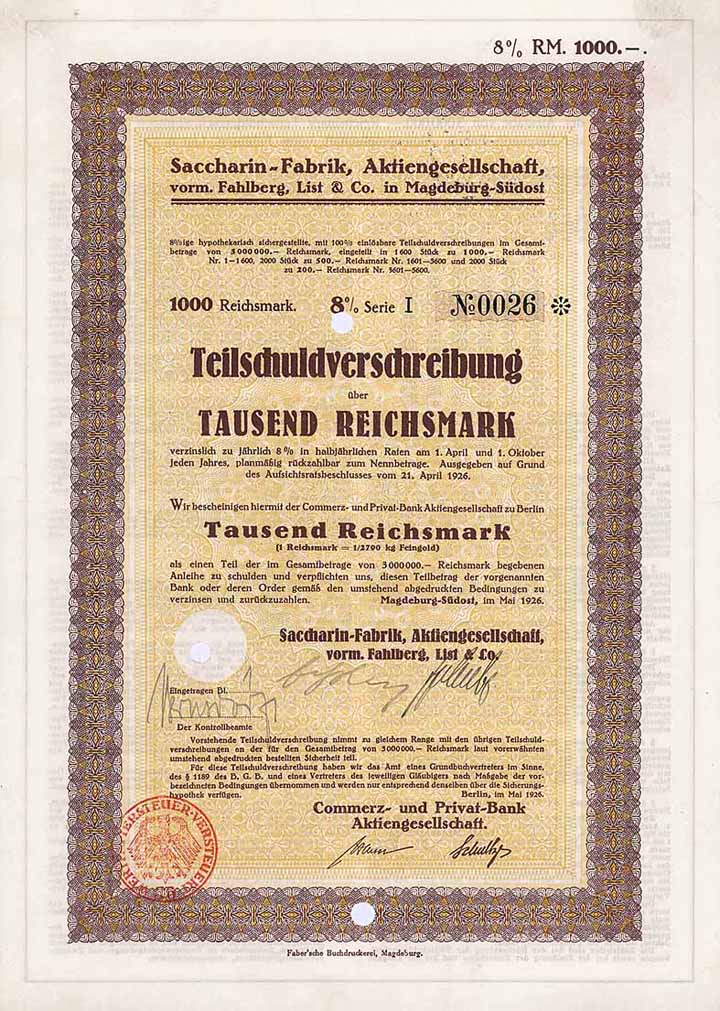 8% RM. 1000.—.
Saccharin-Fabrik, Aktiengesellschaft,
vorm. Fahlberg, List & Co. in Magdeburg-Südost
8%ige hypothekarisch sichergestellte, mit 100% einlösbare Teilschuldverschreibungen im Gesamt-
betrage von 3000000.— Reichsmark, eingeteilt in 1600 Stück zu 1000.— Reichsmark
Nr. 1—1600, 2000 Stück zu 500.— Reichsmark Nr. 1601—3600 und 2000 Stück
zu 200.— Reichsmark Nr. 3601—5600.
1000 Reichsmark. 8% Serie I №0026 ❊
Teilschuldverschreibung
über
TAUSEND REICHSMARK
verzinslich zu jährlich 8% in halbjährlichen Raten am 1. April und 1. Oktober
jeden Jahres, planmäßig rückzahlbar zum Nennbetrage. Ausgegeben auf Grund
des Aufsichtsratsbeschlusses vom 21. April 1926.
Wir bescheinigen hiermit der Commerz- und Privat-Bank Aktiengesellschaft zu Berlin
Tausend Reichsmark
(1 Reichsmark = 1/2790 kg Feingold)
als einen Teil der im Gesamtbetrage von 3000000.— Reichsmark begebenen
Anleihe zu schulden und verpflichten uns, diesen Teilbetrag der vorgenannten
Bank oder deren Order gemäß den umstehend abgedruckten Bedingungen zu
verzinsen und zurückzuzahlen. Magdeburg-Südost, im Mai 1926.
Saccharin-Fabrik, Aktiengesellschaft,
vorm. Fahlberg, List & Co.
Eingetragen Bl.
Der Kontrollbeamte
Vorstehende Teilschuldverschreibung nimmt zu gleichem Range mit den übrigen Teilschuld-
verschreibungen an der für den Gesamtbetrag von 3000000.— Reichsmark laut vorerwähnten
umstehend abgedruckten bestellten Sicherheit teil.
Für diese Teilschuldverschreibung haben wir das Amt eines Grundbuchvertreters im Sinne,
des § 1189 des B. G. B. und eines Vertreters des jeweiligen Gläubigers nach Maßgabe der vor-
bezeichneten Bedingungen übernommen und werden nur entsprechend denselben über die Sicherungs-
hypothek verfügen. Berlin, im Mai 1926.
Commerz- und Privat-Bank
Aktiengesellschaft.
Faber'sche Buchdruckerei, Magdeburg.